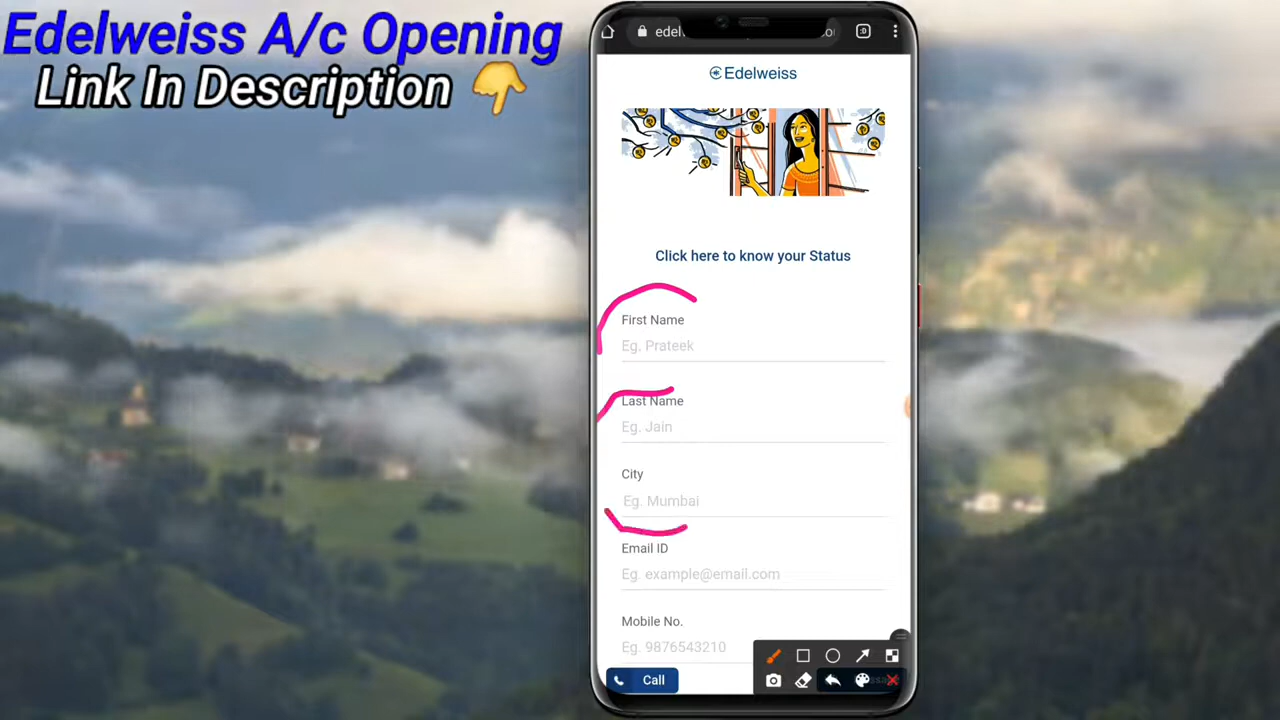 Edelweiss A/c Opening
Link In Description
edel
:D
Edelweiss
Click here to know your Status
First Name
Eg. Prateek
Last Name
Eg. Jain
City
Eg. Mumbai
Email ID
Eg. example@email.com
Mobile No.
Eg. 9876543210
Call